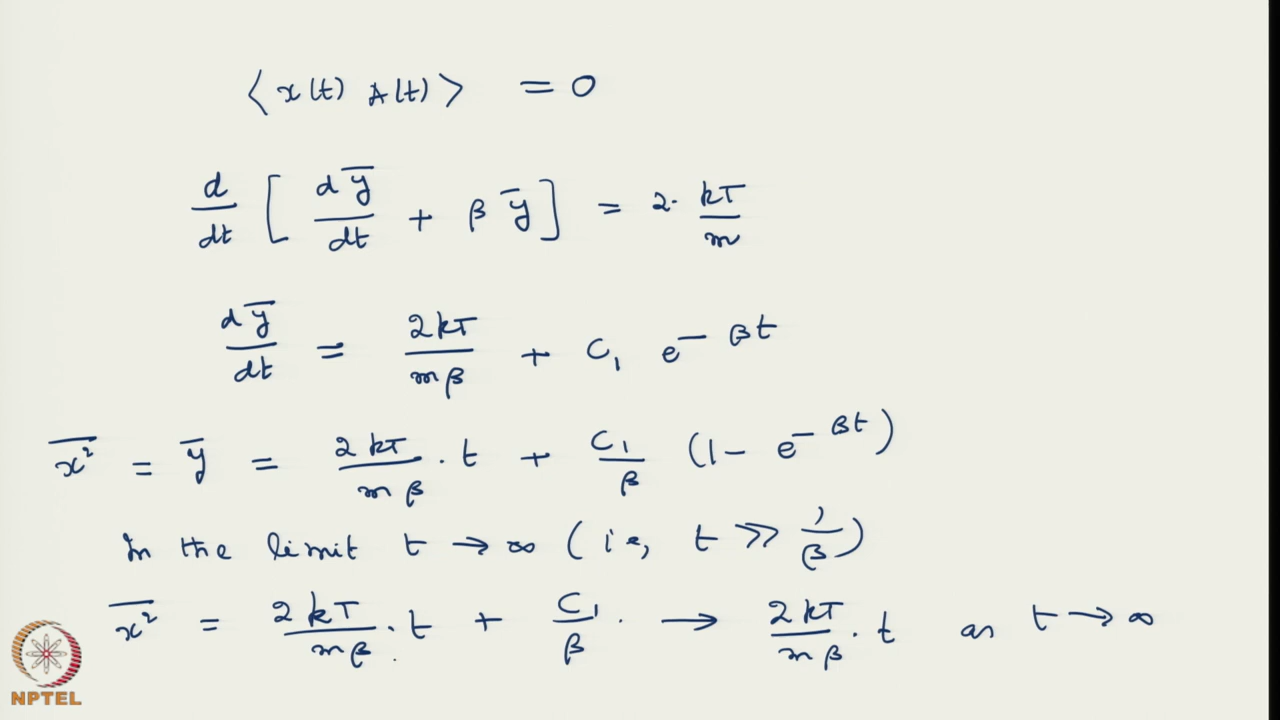 ⟨ x(t) A(t) ⟩ = 0
d/dt [ dȳ/dt + β ȳ ] = 2. kT/m
dȳ/dt = 2kT/mβ + C₁ e^{-βt}
x̅²̅ = ȳ = 2kT/mβ . t + C₁/β (1 - e^{-βt})
In the limit t → ∞ (ie, t ≫ 1/β)
x̅²̅ = 2kT/mβ . t + C₁/β . → 2kT/mβ . t as t → ∞
NPTEL